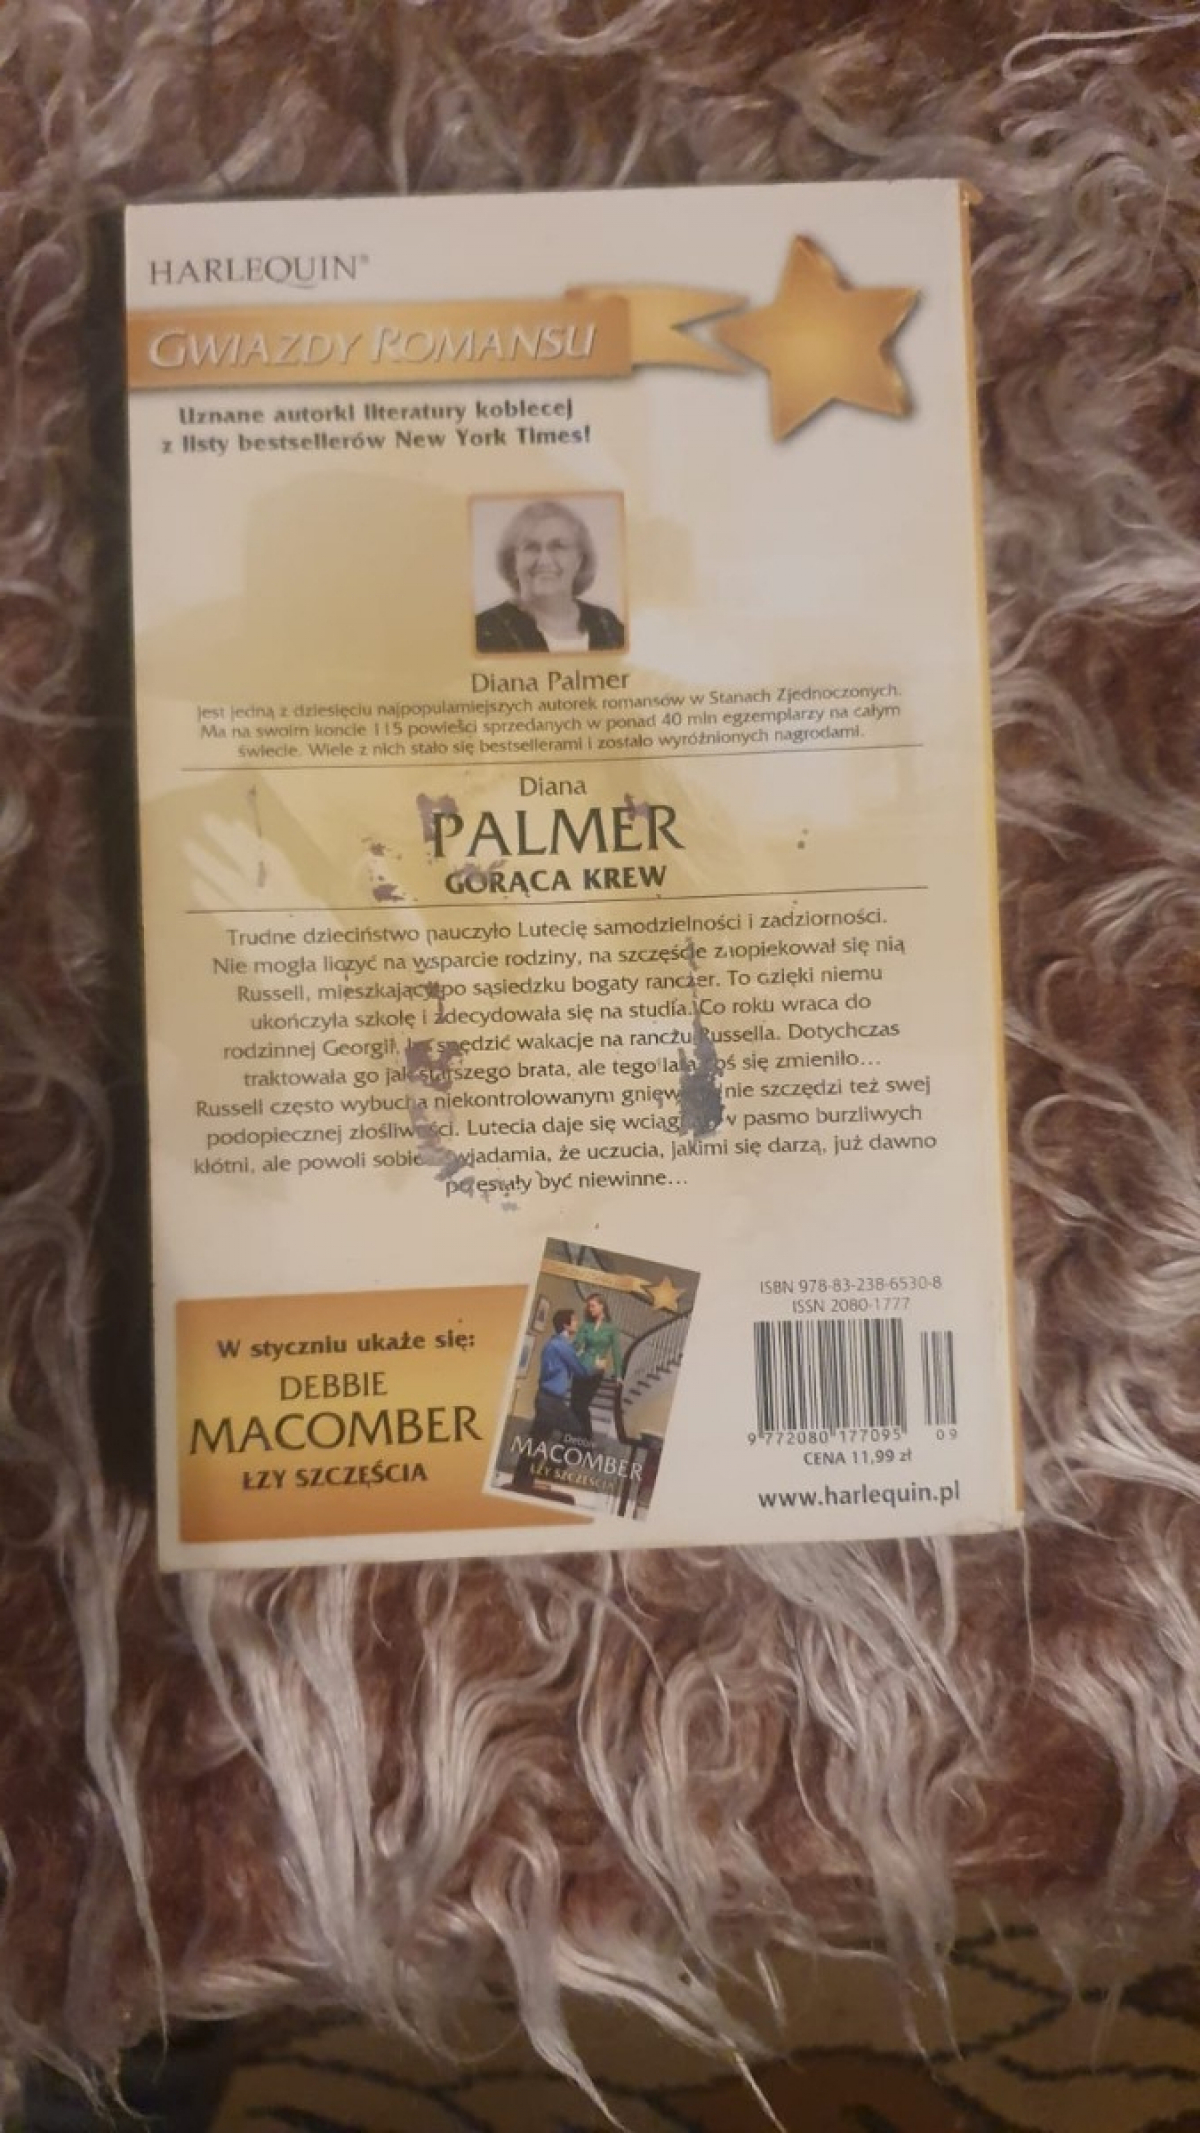 HARLEQUIN®
GWIAZDY ROMANSU
Uznane autorki literatury kobiecej
z listy bestsellerów New York Times!
Diana Palmer
Jest jedną z dziesięciu najpopularniejszych autorek romansów w Stanach Zjednoczonych.
Ma na swoim koncie 115 powieści sprzedanych w ponad 40 mln egzemplarzy na całym
świecie. Wiele z nich stało się bestsellerami i zostało wyróżnionych nagrodami.
Diana
PALMER
GORĄCA KREW
Trudne dzieciństwo nauczyło Lutecię samodzielności i zadziorności.
Nie mogła liczyć na wsparcie rodziny, na szczęście zaopiekował się nią
Russell, mieszkający po sąsiedzku bogaty ranczer. To dzięki niemu
ukończyła szkołę i zdecydowała się na studia. Co roku wraca do
rodzinnej Georgii, by spędzić wakacje na ranczu Russella. Dotychczas
traktowała go jak starszego brata, ale tego lata coś się zmieniło...
Russell często wybucha niekontrolowanym gniewem, nie szczędzi też swej
podopiecznej złośliwości. Lutecia daje się wciągnąć w pasmo burzliwych
kłótni, ale powoli sobie uświadamia, że uczucia, jakimi się darzą, już dawno
przestały być niewinne...
W styczniu ukaże się:
DEBBIE
MACOMBER
ŁZY SZCZĘŚCIA
Debbie
MACOMBER
ŁZY SZCZĘŚCIA
ISBN 978-83-238-6530-8
ISSN 2080-1777
9 772080 177095 09
CENA 11,99 zł
www.harlequin.pl